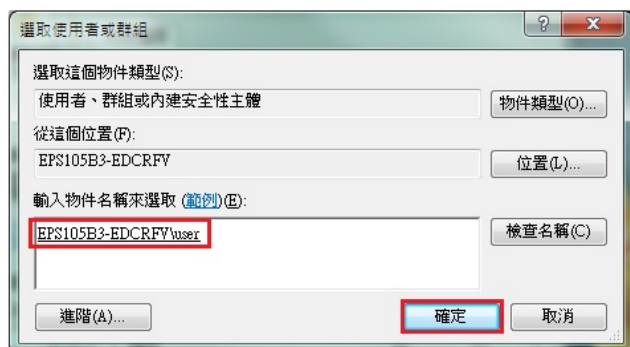 選取使用者或群組
選取這個物件類型(S):
使用者、群組或內建安全性主體
物件類型(O)...
從這個位置(F):
EPS105B3-EDCRFV
位置(L)...
輸入物件名稱來選取 (範例)(E):
EPS105B3-EDCRFV\user
檢查名稱(C)
進階(A)...
確定
取消